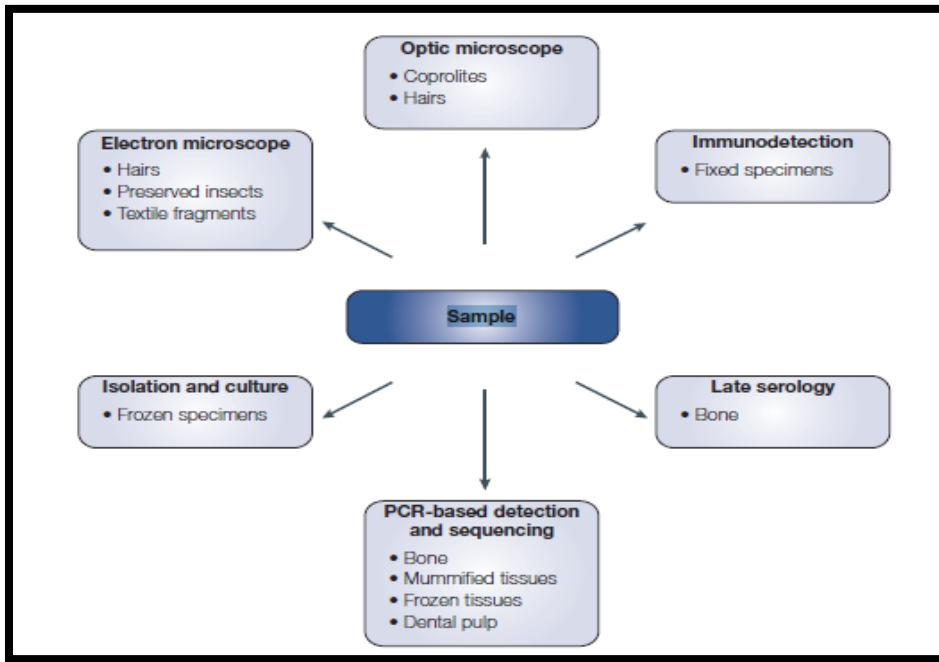 Optic microscope
• Coprolites
• Hairs
Electron microscope
• Hairs
• Preserved insects
• Textile fragments
Immunodetection
• Fixed specimens
Sample
Isolation and culture
• Frozen specimens
Late serology
• Bone
PCR-based detection
and sequencing
• Bone
• Mummified tissues
• Frozen tissues
• Dental pulp